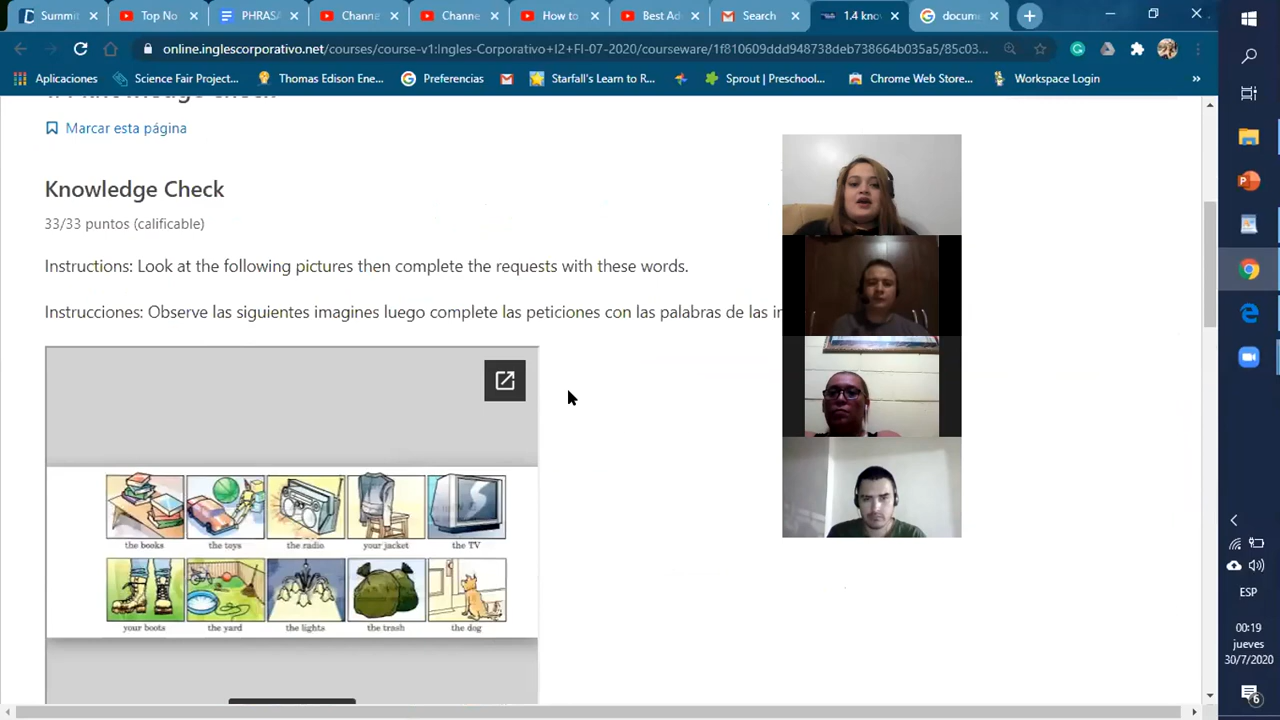 Summit
Top No
PHRASA
Channe
Channe
How to
Best Ad
Search
1.4 kno
docum
online.inglescorporativo.net/courses/course-v1:Ingles-Corporativo+I2+FI-07-2020/courseware/1f810609ddd948738deb738664b035a5/85c03...
Aplicaciones
Science Fair Project...
Thomas Edison Ene...
Preferencias
Starfall's Learn to R...
Sprout | Preschool...
Chrome Web Store...
Workspace Login
»
Marcar esta página
Knowledge Check
33/33 puntos (calificable)
Instructions: Look at the following pictures then complete the requests with these words.
Instrucciones: Observe las siguientes imagines luego complete las peticiones con las palabras de las i
the books
the toys
the radio
your jacket
the TV
your boots
the yard
the lights
the trash
the dog
ESP
00:19
jueves
30/7/2020
6